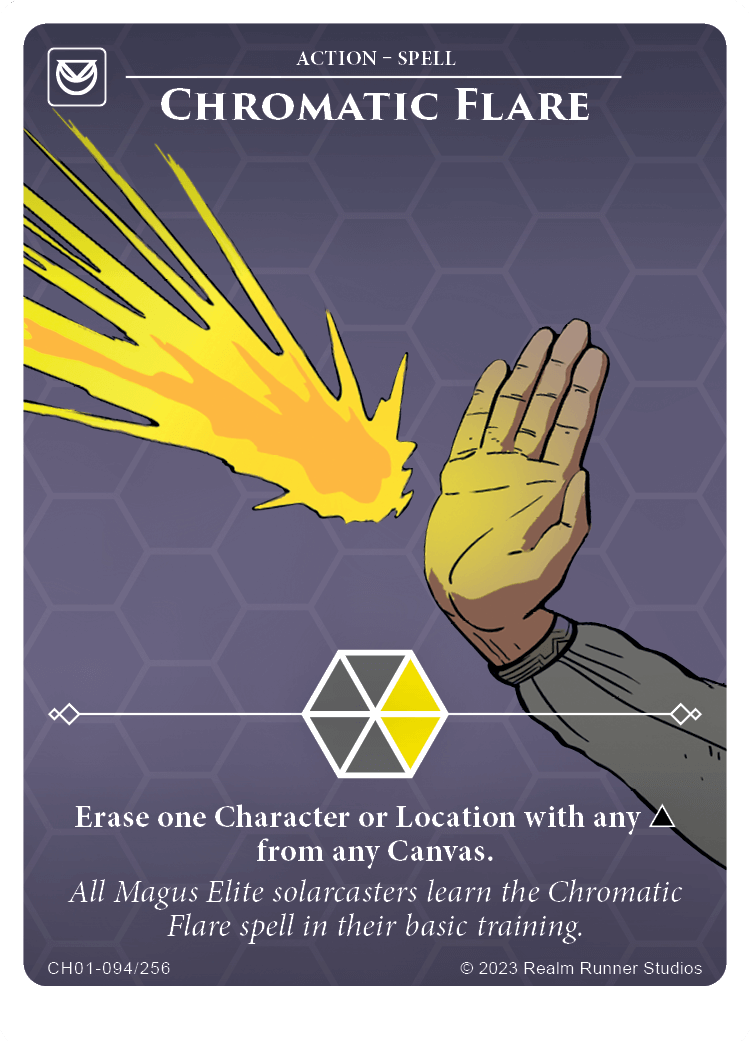 ACTION – SPELL
CHROMATIC FLARE
Erase one Character or Location with any
from any Canvas.
All Magus Elite solarcasters learn the Chromatic
Flare spell in their basic training.
CH01-094/256
© 2023 Realm Runner Studios